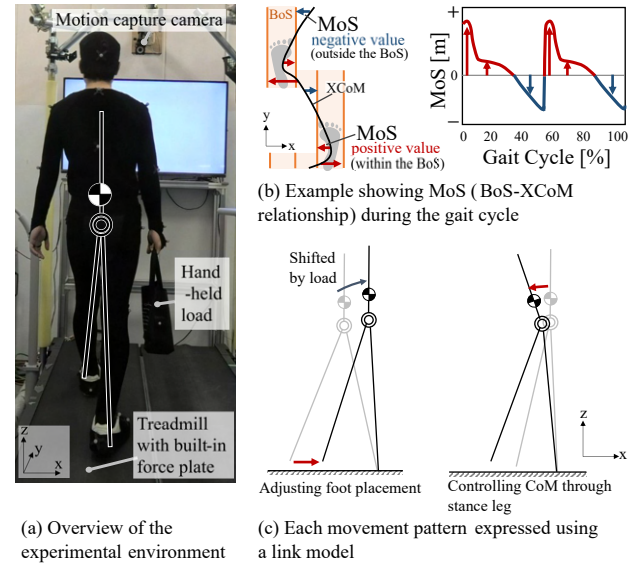 Motion capture camera
Hand
-held
load
Treadmill
with built-in
force plate
z
y
x
(a) Overview of the
experimental environment
BoS
MoS
negative value
(outside the BoS)
XCoM
y
x
MoS
positive value
(within the BoS)
+
MoS [m]
0
−
0 20 40 60 80 100
Gait Cycle [%]
(b) Example showing MoS (BoS-XCoM
relationship) during the gait cycle
Shifted
by load
Adjusting foot placement
z
x
Controlling CoM through
stance leg
(c) Each movement pattern expressed using
a link model